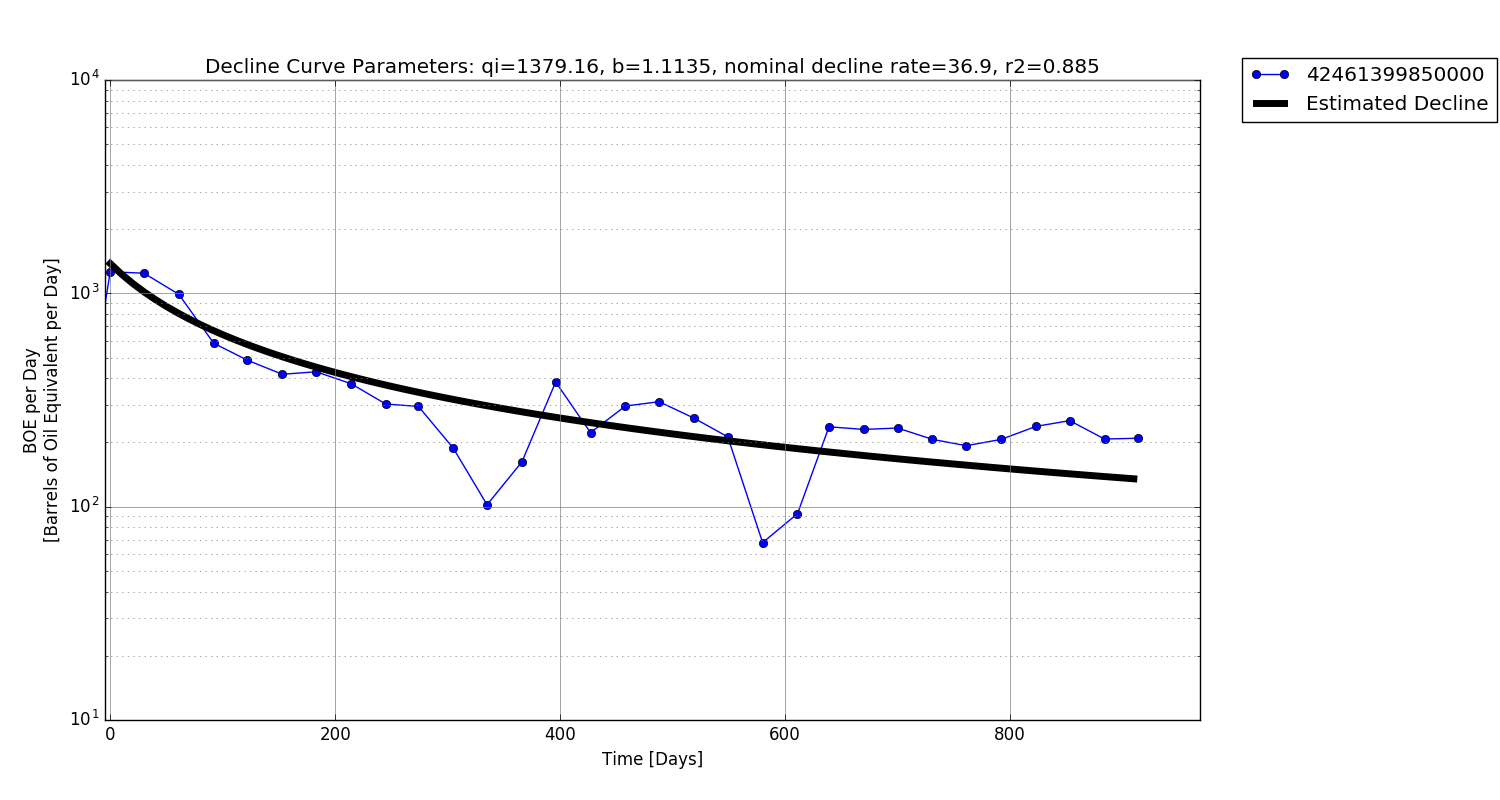 Decline Curve Parameters: qi=1379.16, b=1.1135, nominal decline rate=36.9, r2=0.885
42461399850000
Estimated Decline
BOE per Day
[Barrels of Oil Equivalent per Day]
10^4
10^3
10^2
10^1
0 200 400 600 800
Time [Days]